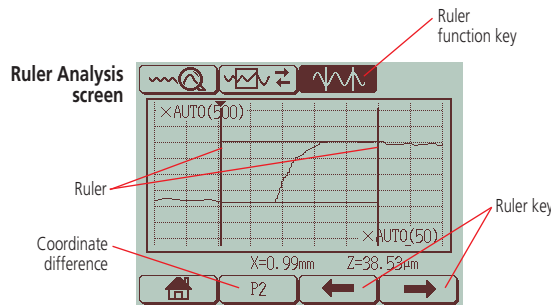 Ruler
function key
Ruler Analysis
screen
×AUTO(500)
Ruler
Ruler key
×AUTO(50)
Coordinate
difference
X=0.99mm Z=38.53µm
P2